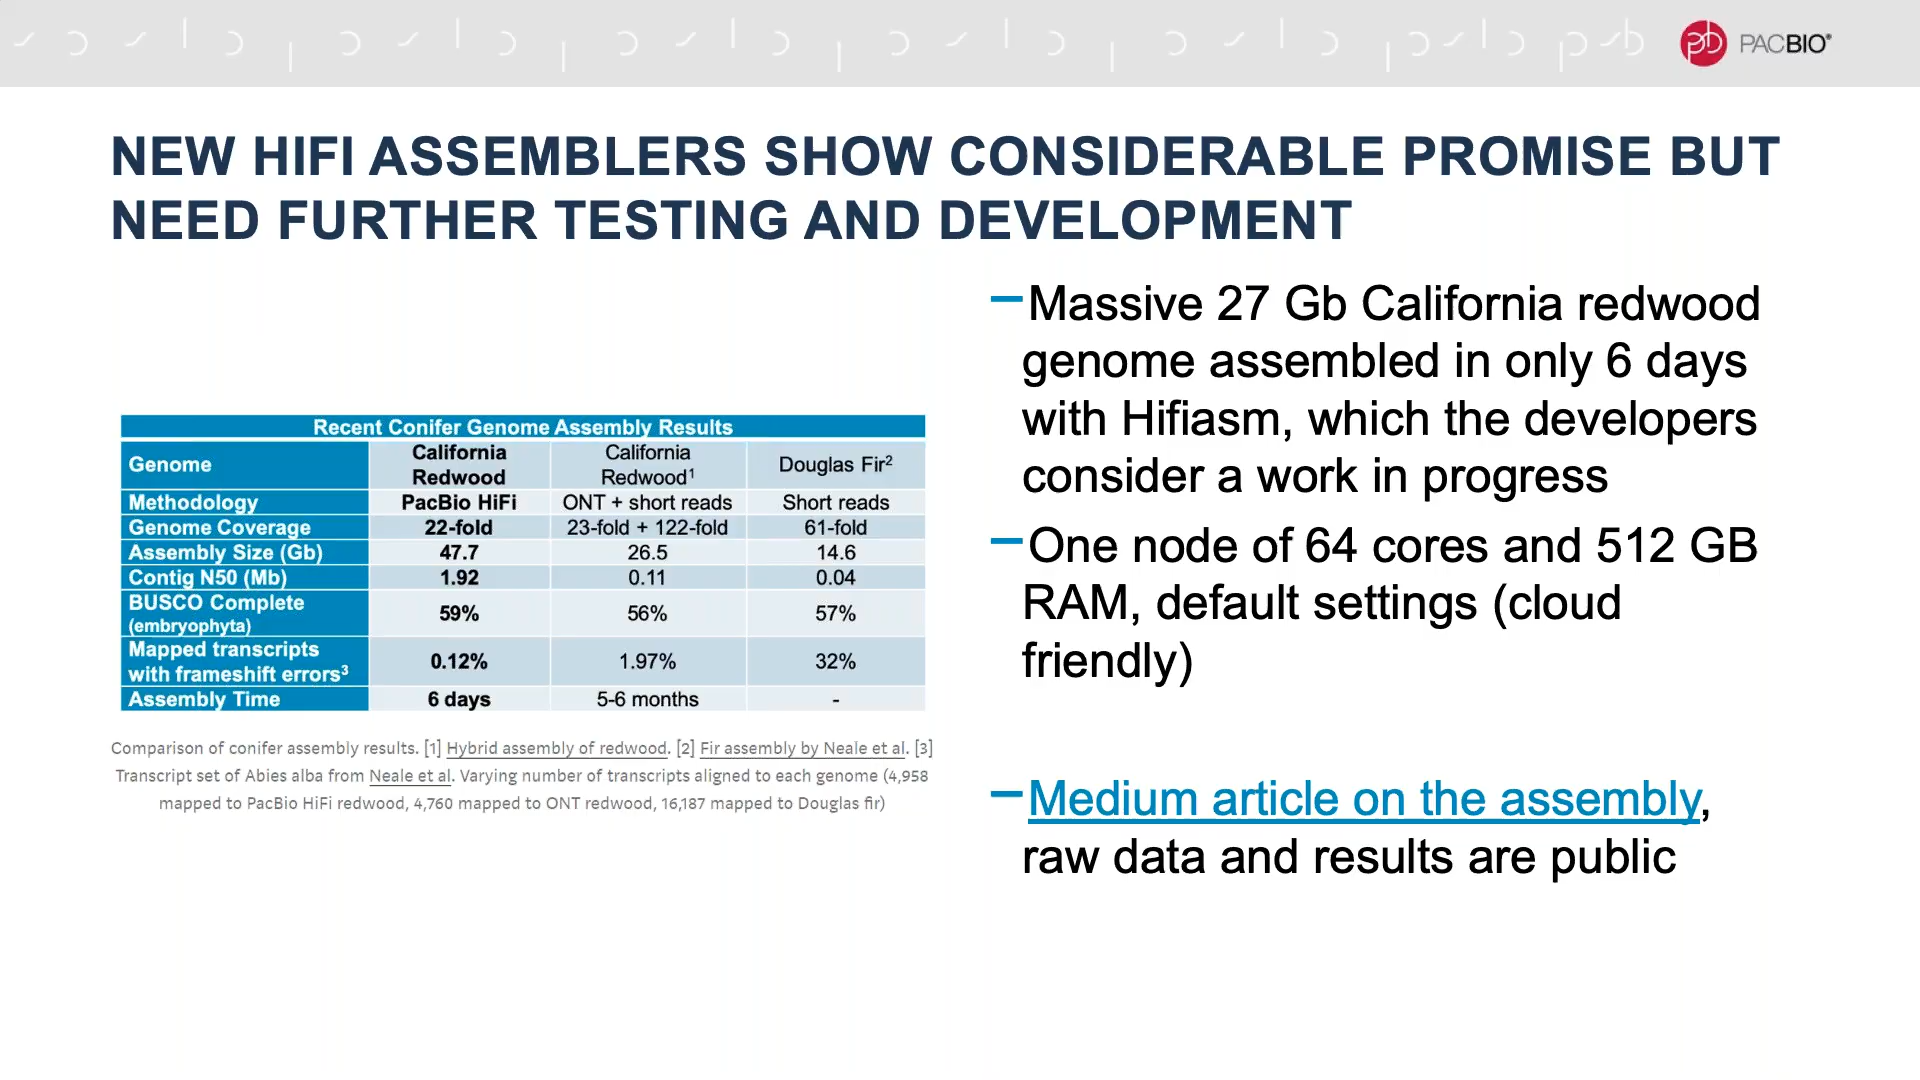 PACBIO®
NEW HIFI ASSEMBLERS SHOW CONSIDERABLE PROMISE BUT
NEED FURTHER TESTING AND DEVELOPMENT
Recent Conifer Genome Assembly Results
Genome California Redwood California Redwood¹ Douglas Fir²
Methodology PacBio HiFi ONT + short reads Short reads
Genome Coverage 22-fold 23-fold + 122-fold 61-fold
Assembly Size (Gb) 47.7 26.5 14.6
Contig N50 (Mb) 1.92 0.11 0.04
BUSCO Complete (embryophyta) 59% 56% 57%
Mapped transcripts with frameshift errors³ 0.12% 1.97% 32%
Assembly Time 6 days 5-6 months -
Comparison of conifer assembly results. [1] Hybrid assembly of redwood. [2] Fir assembly by Neale et al. [3]
Transcript set of Abies alba from Neale et al. Varying number of transcripts aligned to each genome (4,958
mapped to PacBio HiFi redwood, 4,760 mapped to ONT redwood, 16,187 mapped to Douglas fir)
–Massive 27 Gb California redwood
genome assembled in only 6 days
with Hifiasm, which the developers
consider a work in progress
–One node of 64 cores and 512 GB
RAM, default settings (cloud
friendly)
–Medium article on the assembly,
raw data and results are public